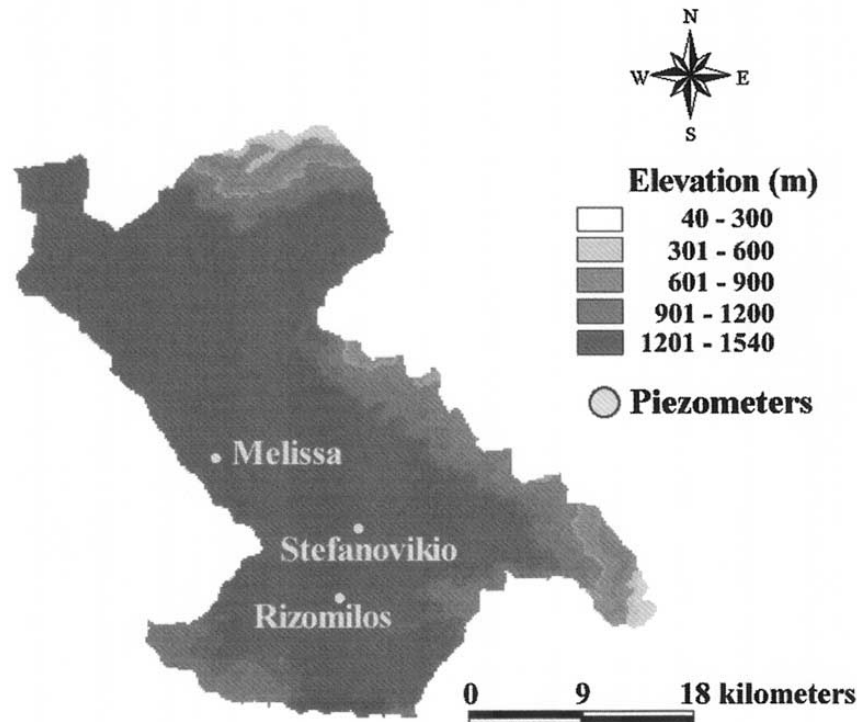 N
W E
S
Elevation (m)
40 - 300
301 - 600
601 - 900
901 - 1200
1201 - 1540
Piezometers
Melissa
Stefanovikio
Rizomilos
0 9 18 kilometers